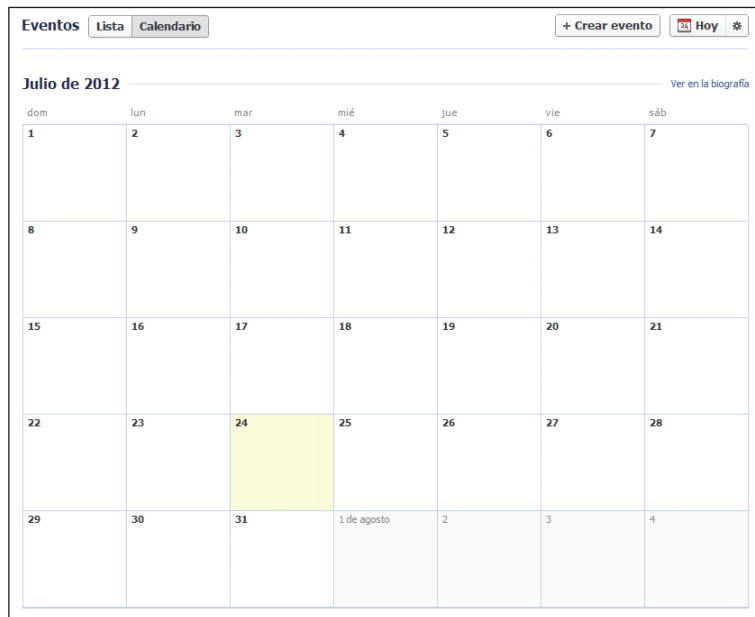 Eventos Lista Calendario + Crear evento 24 Hoy
Julio de 2012 Ver en la biografía
dom lun mar mié jue vie sáb
1 2 3 4 5 6 7
8 9 10 11 12 13 14
15 16 17 18 19 20 21
22 23 24 25 26 27 28
29 30 31 1 de agosto 2 3 4